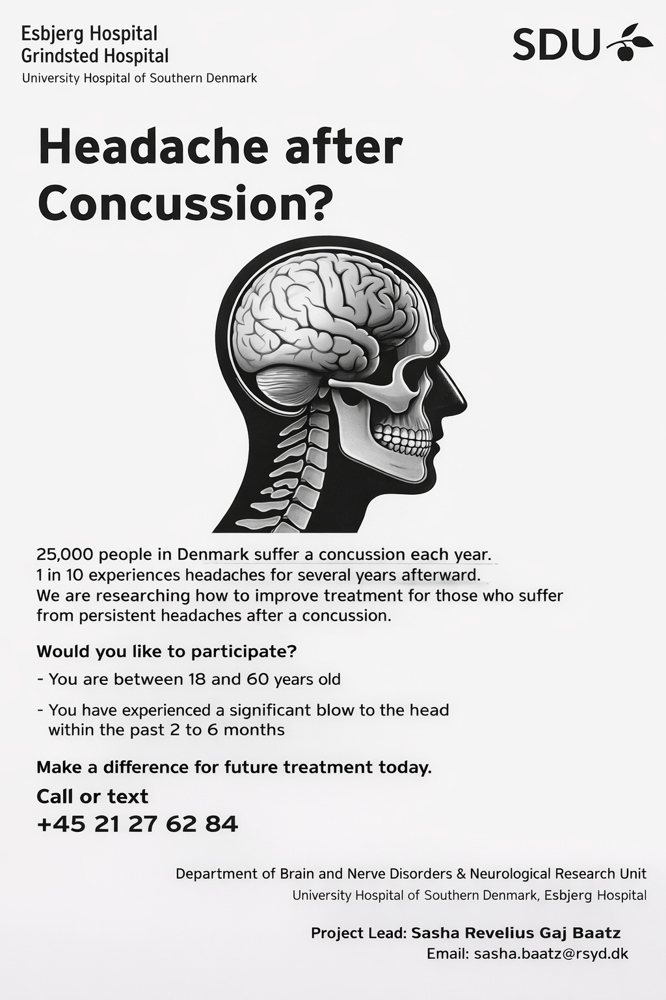 Esbjerg Hospital
Grindsted Hospital
University Hospital of Southern Denmark
SDU
Headache after
Concussion?
25,000 people in Denmark suffer a concussion each year.
1 in 10 experiences headaches for several years afterward.
We are researching how to improve treatment for those who suffer
from persistent headaches after a concussion.
Would you like to participate?
- You are between 18 and 60 years old
- You have experienced a significant blow to the head
within the past 2 to 6 months
Make a difference for future treatment today.
Call or text
+45 21 27 62 84
Department of Brain and Nerve Disorders & Neurological Research Unit
University Hospital of Southern Denmark, Esbjerg Hospital
Project Lead: Sasha Revelius Gaj Baatz
Email: sasha.baatz@rsyd.dk